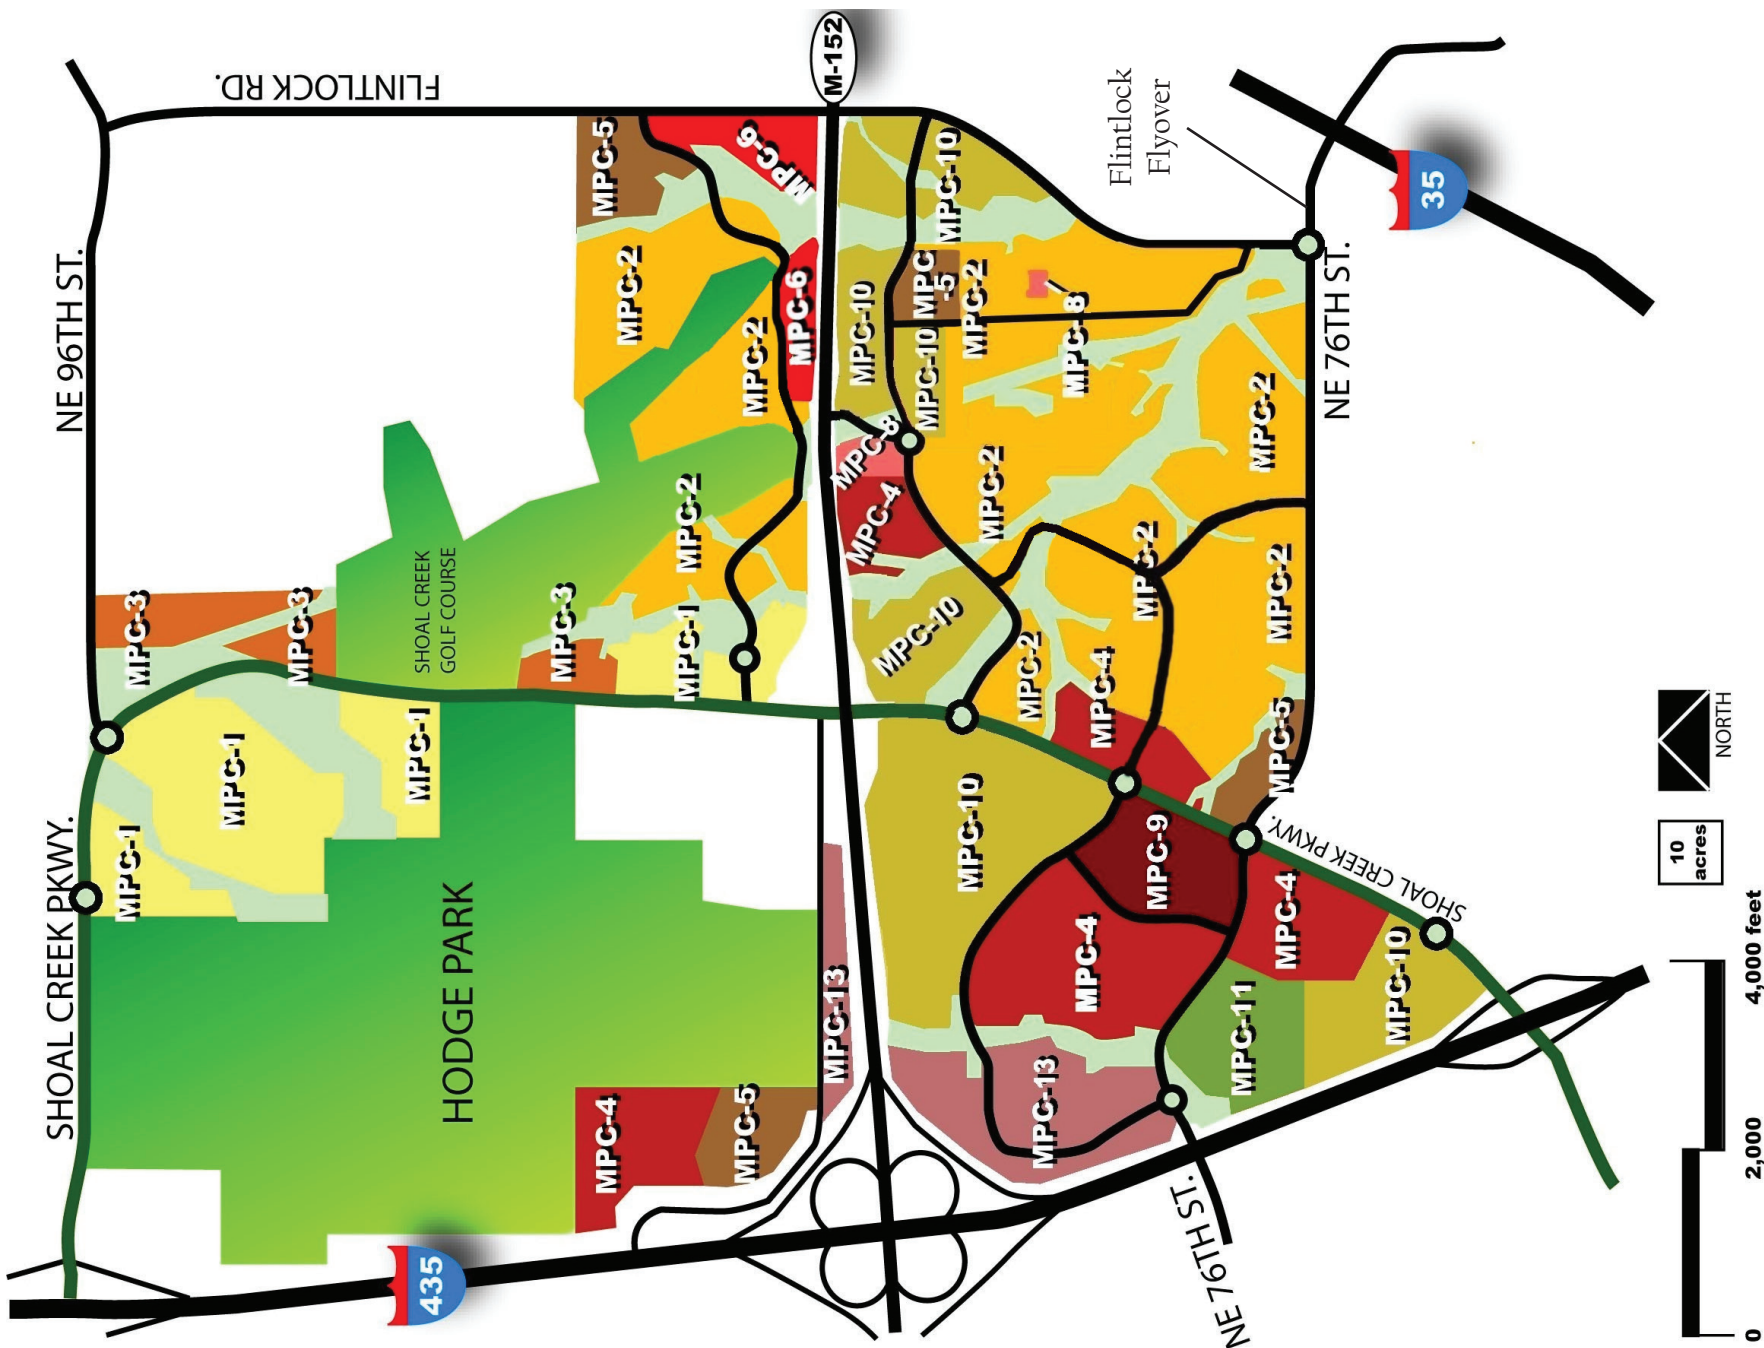 FLINTLOCK RD.
M-152
Flintlock
Flyover
35
NE 96TH ST.
NE 76TH ST.
MPC-5
MPC-6
MPC-10
MPC-2
MPC-6
MPC-10
MPC
-5
MPC-2
MPC-8
MPC-2
MPC-10
MPC-2
MPC-8
MPC-4
MPC-2
MPC-2
SHOAL CREEK
GOLF COURSE
MPC-3
MPC-3
MPC-3
MPC-1
MPC-10
MPC-2
MPC-2
MPC-2
MPC-4
MPC-1
MPC-1
MPC-1
MPC-5
MPC-10
MPC-9
SHOAL CREEK PKWY.
SHOAL CREEK PKWY.
HODGE PARK
MPC-13
MPC-4
MPC-4
MPC-10
MPC-11
MPC-13
MPC-4
MPC-5
435
NE 76TH ST.
NORTH
10
acres
0
2,000
4,000 feet